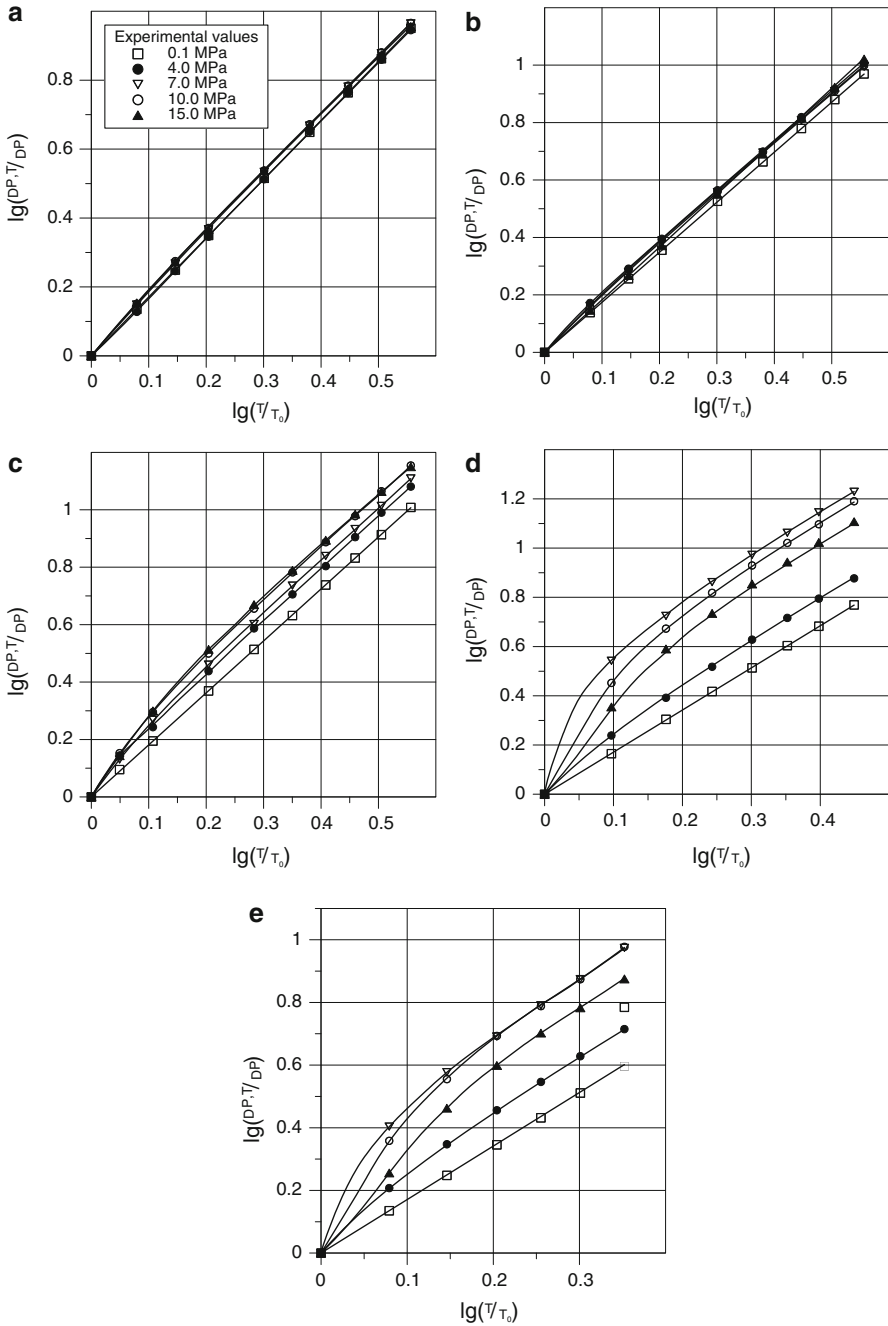 a
Experimental values
0.1 MPa
4.0 MPa
7.0 MPa
10.0 MPa
15.0 MPa
0.8
0.6
0.4
0.2
0
0 0.1 0.2 0.3 0.4 0.5
lg(DP,T/DP)
lg(T/T₀)
b
1.2
1
0.8
0.6
0.4
0.2
0
0 0.1 0.2 0.3 0.4 0.5
lg(DP,T/DP)
lg(T/T₀)
c
1
0.8
0.6
0.4
0.2
0
0 0.1 0.2 0.3 0.4 0.5
lg(DP,T/DP)
lg(T/T₀)
d
1.2
1
0.8
0.6
0.4
0.2
0
0 0.1 0.2 0.3 0.4
lg(DP,T/DP)
lg(T/T₀)
e
1
0.8
0.6
0.4
0.2
0
0 0.1 0.2 0.3
lg(DP,T/DP)
lg(T/T₀)